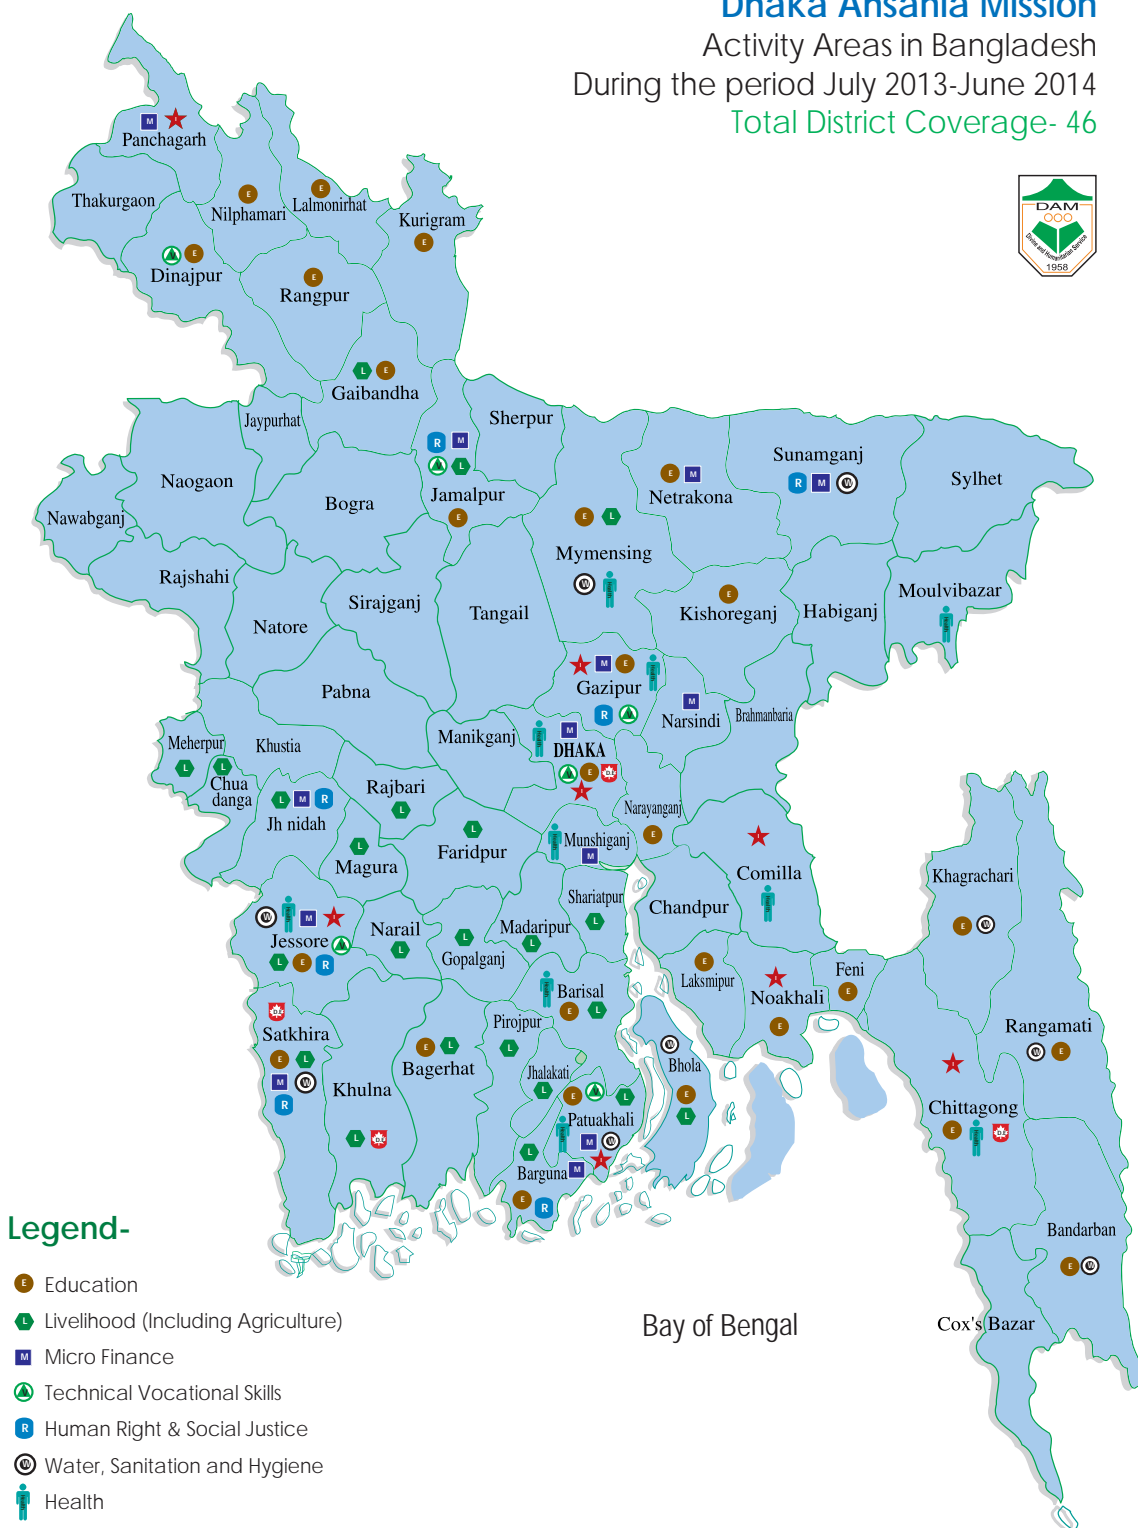 Dhaka Ahsania Mission
Activity Areas in Bangladesh
During the period July 2013-June 2014
Total District Coverage- 46
DAM
Divine and Humanitarian Service
1958
Panchagarh
Thakurgaon
Nilphamari
Lalmonirhat
Kurigram
Dinajpur
Rangpur
Gaibandha
Jaypurhat
Sherpur
Naogaon
Bogra
Jamalpur
Netrakona
Sunamganj
Sylhet
Nawabganj
Mymensing
Rajshahi
Sirajganj
Tangail
Kishoreganj
Habiganj
Moulvibazar
Natore
Pabna
Gazipur
Narsindi
Brahmanbaria
Meherpur
Khustia
Manikganj
DHAKA
Chua
danga
Rajbari
Narayanganj
Jh nidah
Magura
Faridpur
Munshiganj
Comilla
Khagrachari
Shariatpur
Chandpur
Jessore
Narail
Madaripur
Gopalganj
Laksmipur
Noakhali
Feni
Barisal
Satkhira
Pirojpur
Rangamati
Khulna
Bagerhat
Jhalakati
Bhola
Patuakhali
Chittagong
Barguna
Bandarban
Cox's Bazar
Bay of Bengal
Legend-
E Education
L Livelihood (Including Agriculture)
M Micro Finance
V Technical Vocational Skills
R Human Right & Social Justice
W Water, Sanitation and Hygiene
Health Health